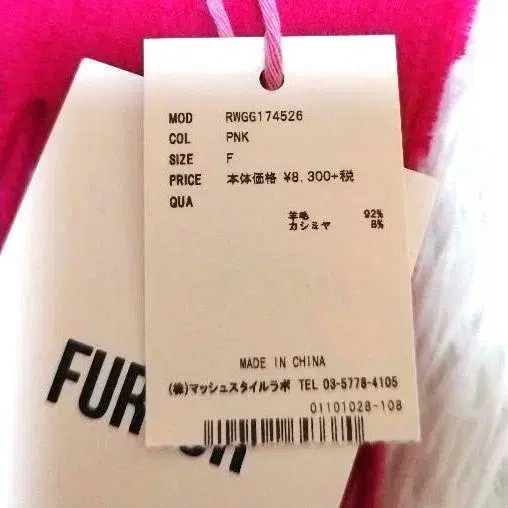 MOD RWGG174526
COL PNK
SIZE F
PRICE 本体価格 ¥8,300+税
QUA
羊毛 92%
カシミヤ 8%
MADE IN CHINA
(株)マッシュスタイルラボ TEL 03-5778-4105
01101028-108
FUR